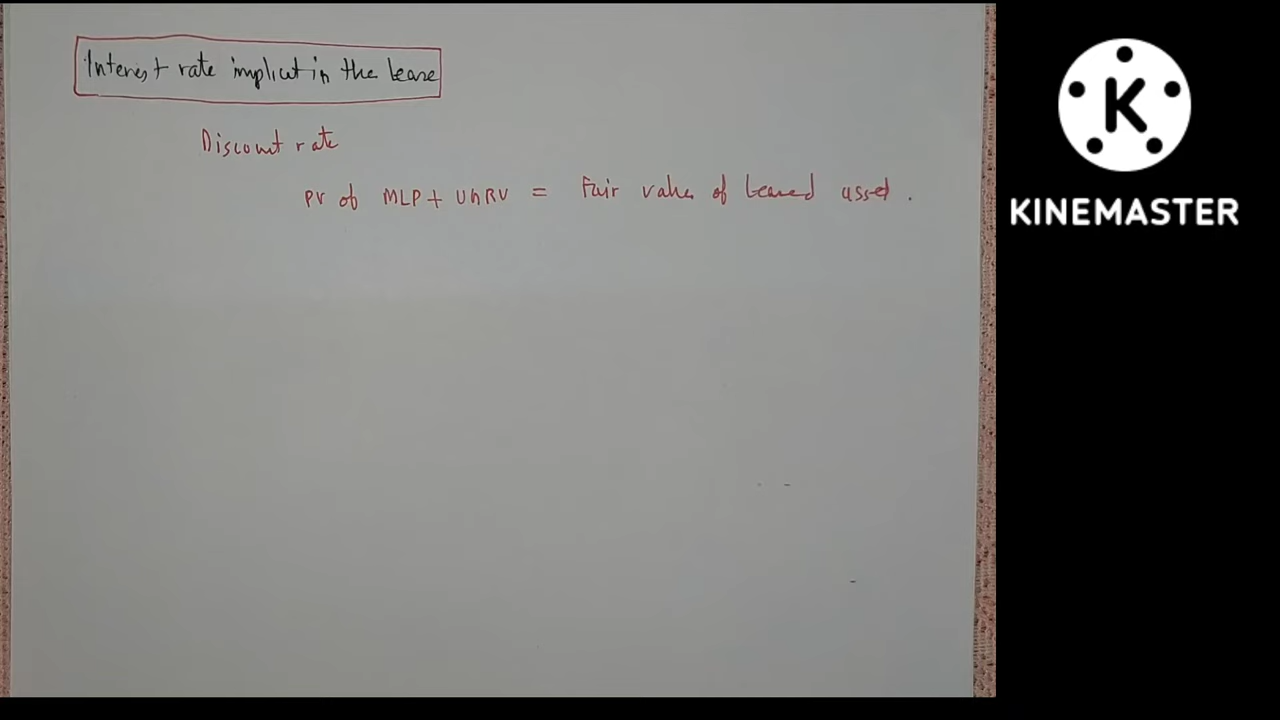 Interest rate implicit in the lease
Discount rate
PV of MLP + UGRV = Fair value of leased asset.
KINEMASTER